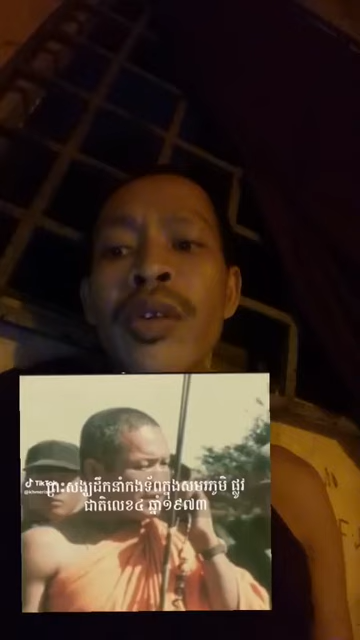 TikTok
ព្រះសង្ឃដឹកនាំកងទ័ពក្នុងសមរភូមិ ផ្លូវ
ជាតិលេខ៤ ឆ្នាំ១៩៧៣